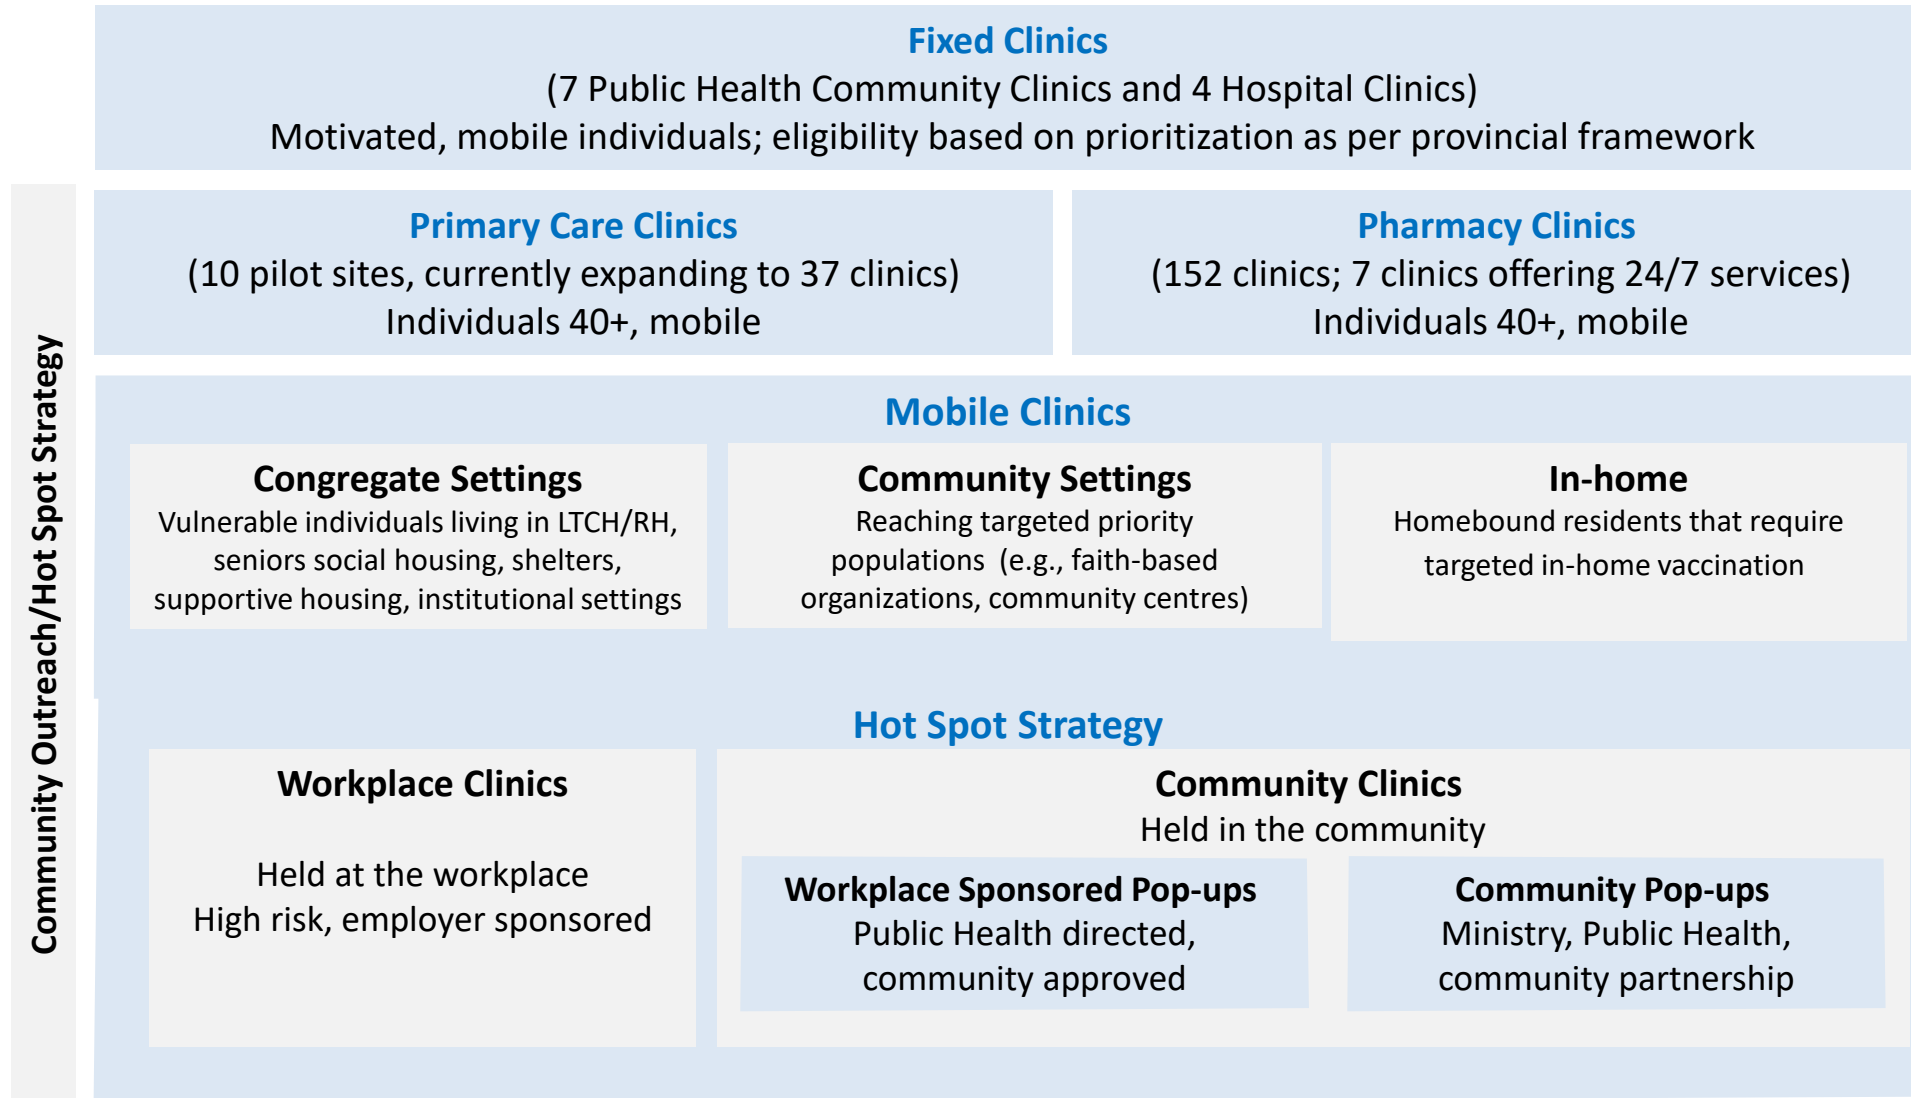 Fixed Clinics
(7 Public Health Community Clinics and 4 Hospital Clinics)
Motivated, mobile individuals; eligibility based on prioritization as per provincial framework
Community Outreach/Hot Spot Strategy
Primary Care Clinics
(10 pilot sites, currently expanding to 37 clinics)
Individuals 40+, mobile
Pharmacy Clinics
(152 clinics; 7 clinics offering 24/7 services)
Individuals 40+, mobile
Mobile Clinics
Congregate Settings
Vulnerable individuals living in LTCH/RH,
seniors social housing, shelters,
supportive housing, institutional settings
Community Settings
Reaching targeted priority
populations (e.g., faith-based
organizations, community centres)
In-home
Homebound residents that require
targeted in-home vaccination
Hot Spot Strategy
Workplace Clinics
Held at the workplace
High risk, employer sponsored
Community Clinics
Held in the community
Workplace Sponsored Pop-ups
Public Health directed,
community approved
Community Pop-ups
Ministry, Public Health,
community partnership